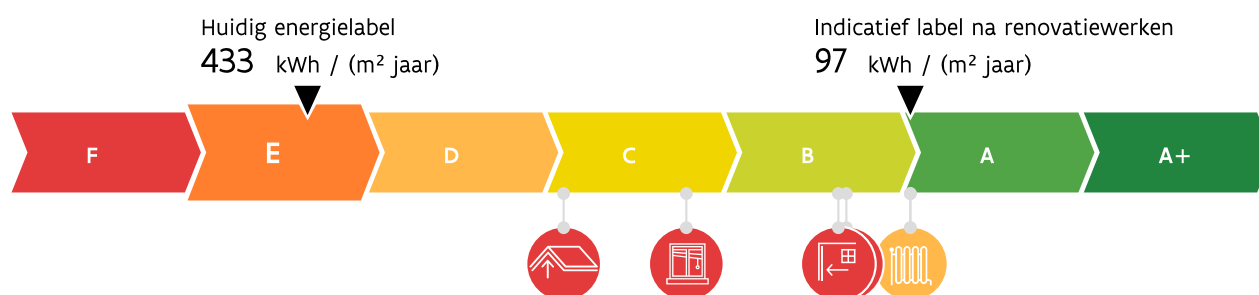 Huidig energielabel
433 kWh / (m² jaar)
Indicatief label na renovatiewerken
97 kWh / (m² jaar)
F E D C B A A+